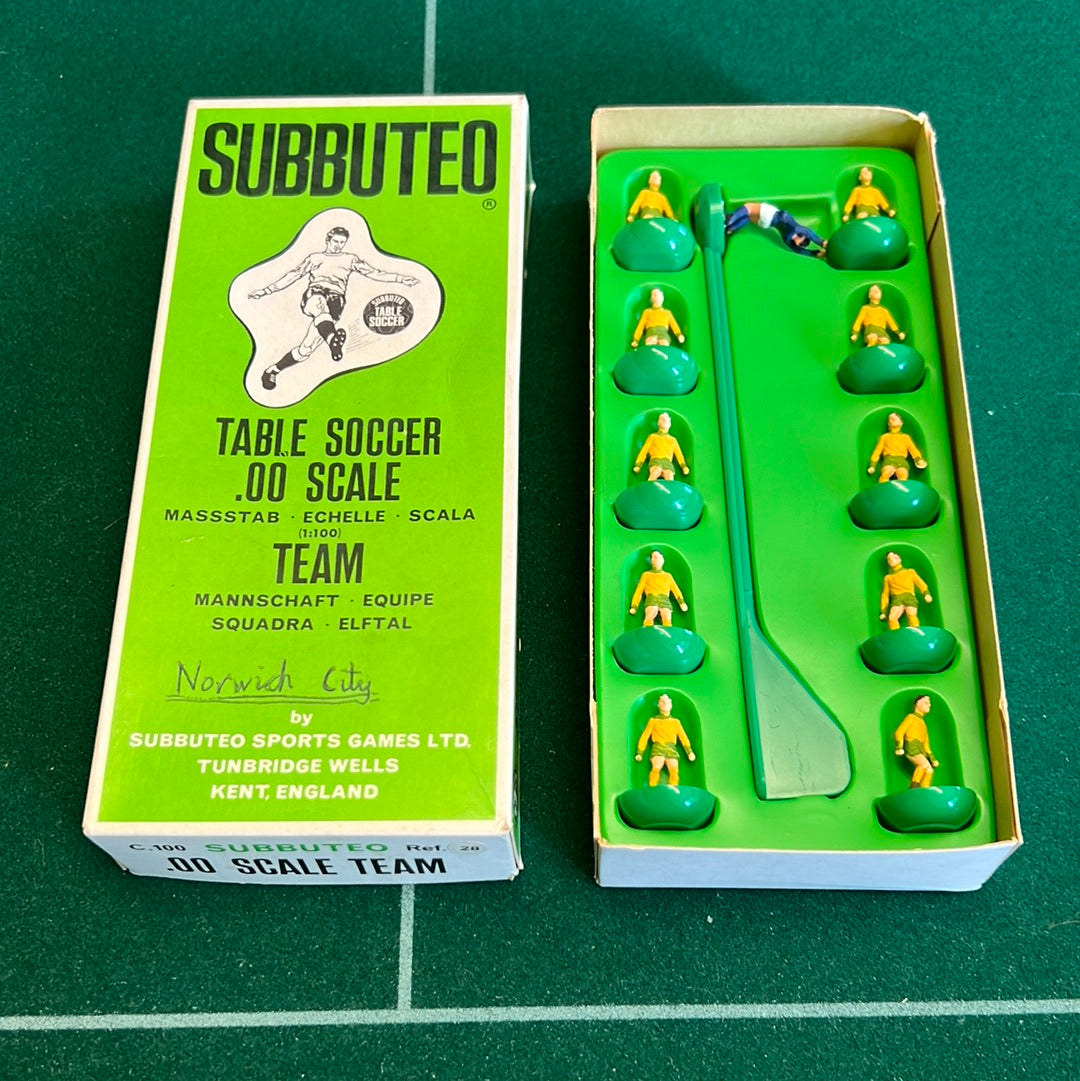 SUBBUTEO
®
SUBBUTEO
TABLE
SOCCER
TABLE SOCCER
.00 SCALE
MASSSTAB · ECHELLE · SCALA
(1:100)
TEAM
MANNSCHAFT · EQUIPE
SQUADRA · ELFTAL
Norwich City
by
SUBBUTEO SPORTS GAMES LTD.
TUNBRIDGE WELLS
KENT, ENGLAND
C.100 SUBBUTEO Ref. 28
.00 SCALE TEAM